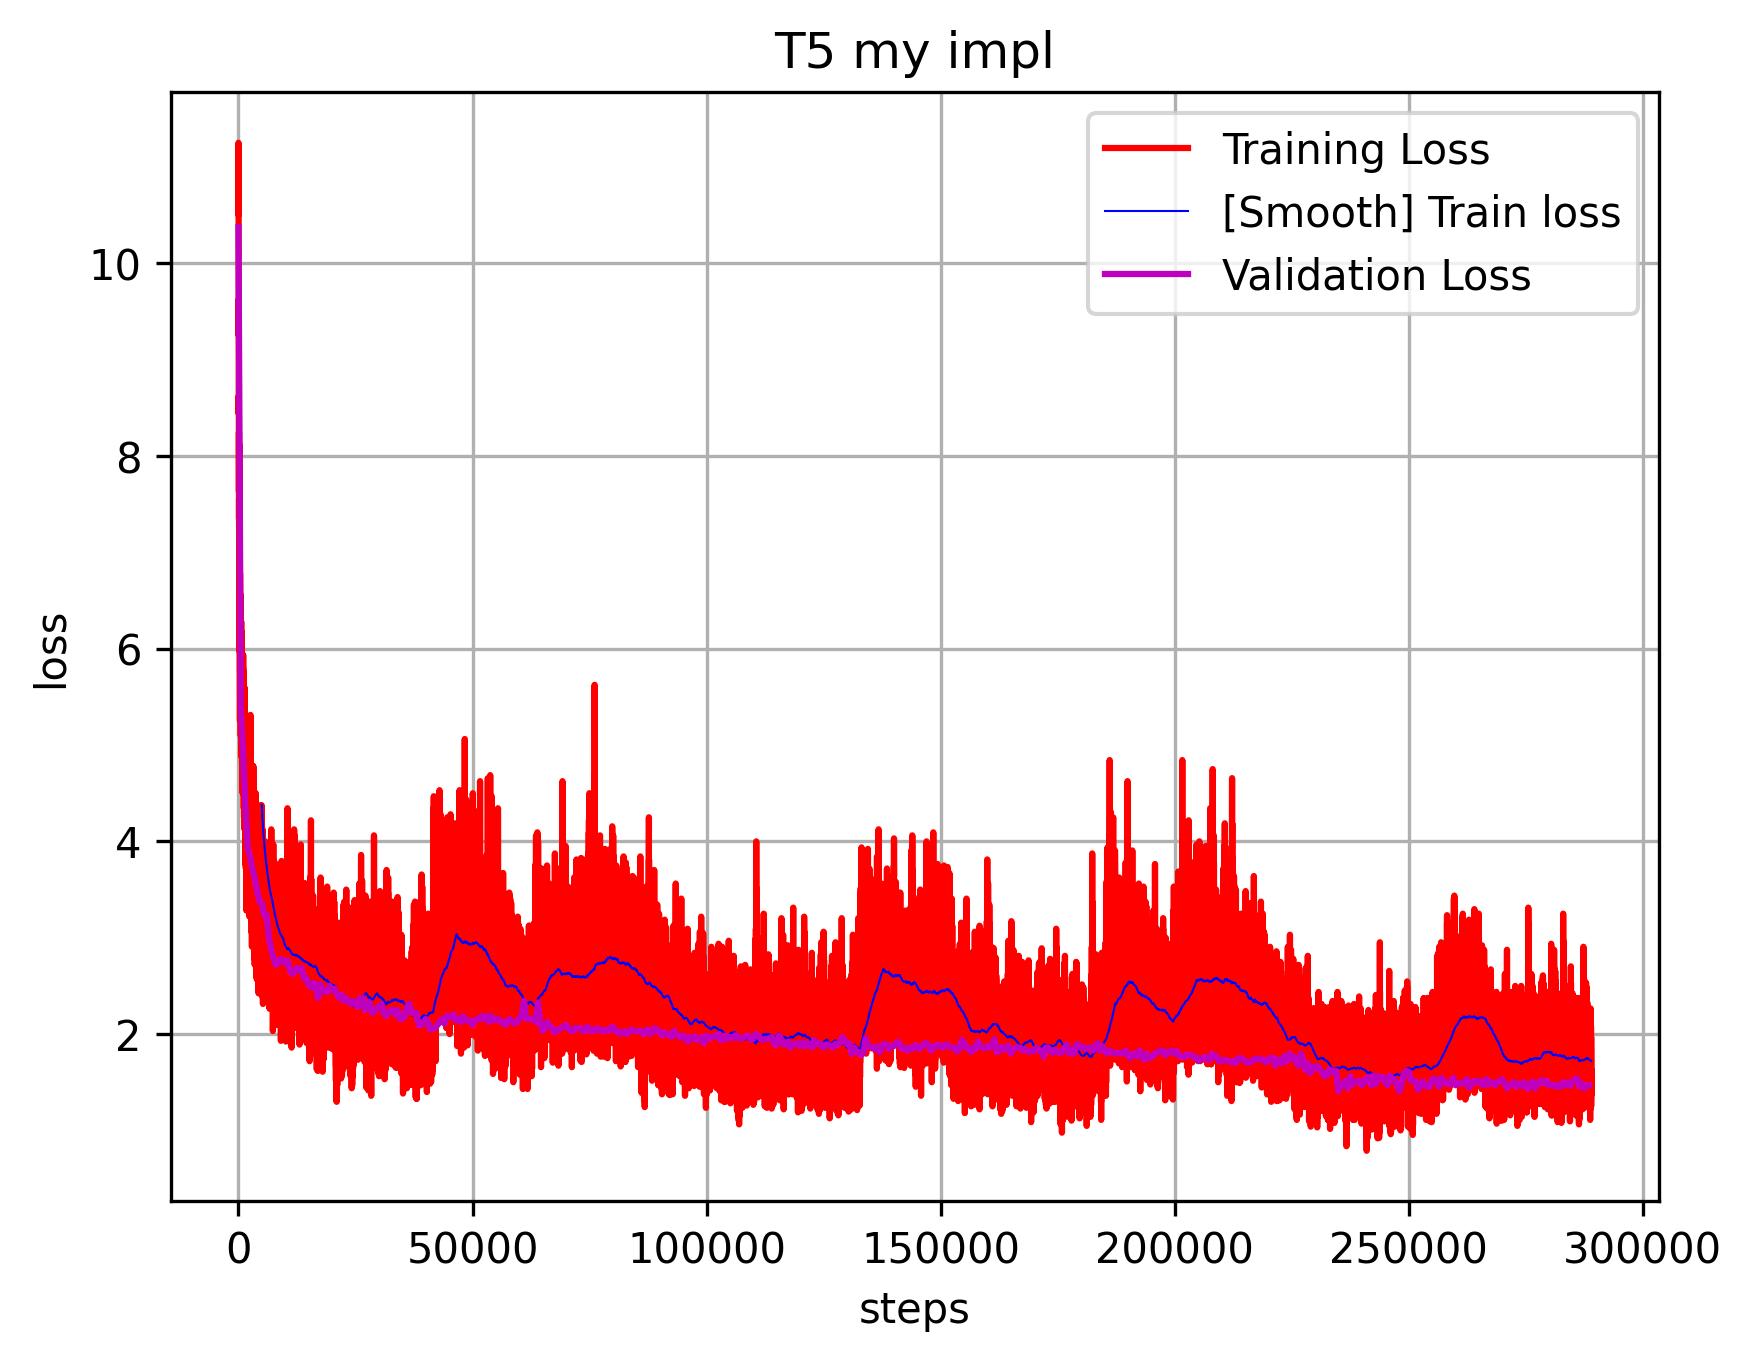 T5 my impl
Training Loss
[Smooth] Train loss
Validation Loss
10
8
6
4
2
loss
0
50000
100000
150000
200000
250000
300000
steps